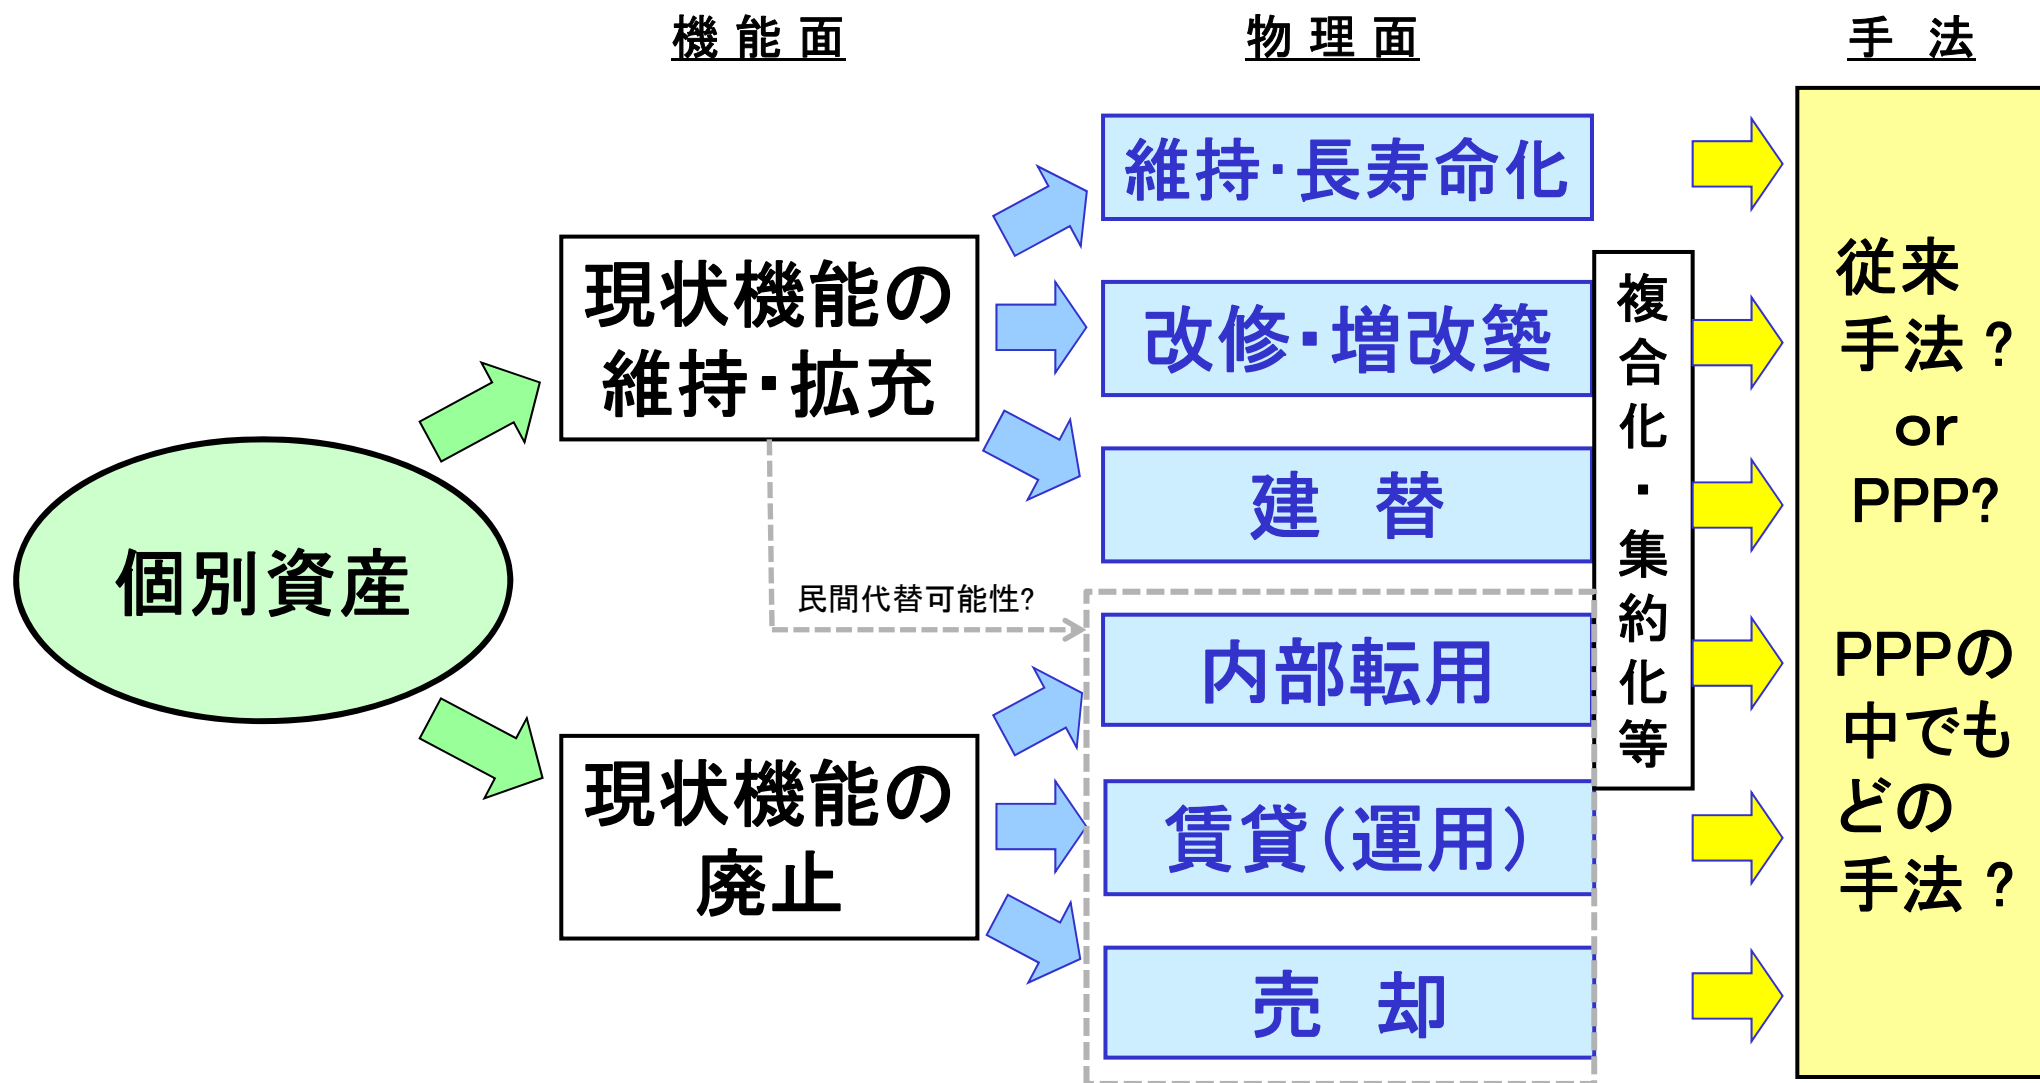 機能面
物理面
手法
個別資産
現状機能の
維持・拡充
現状機能の
廃止
民間代替可能性?
維持・長寿命化
改修・増改築
建替
内部転用
賃貸(運用)
売却
複合化・集約化等
従来
手法?
or
PPP?
PPPの
中でも
どの
手法?